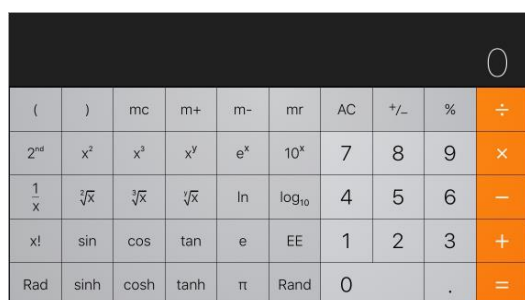 0
( ) mc m+ m- mr AC +/− % ÷
2ⁿᵈ x² x³ xʸ eˣ 10ˣ 7 8 9 ×
1/x ²√x ³√x ʸ√x ln log₁₀ 4 5 6 −
x! sin cos tan e EE 1 2 3 +
Rad sinh cosh tanh π Rand 0 . =